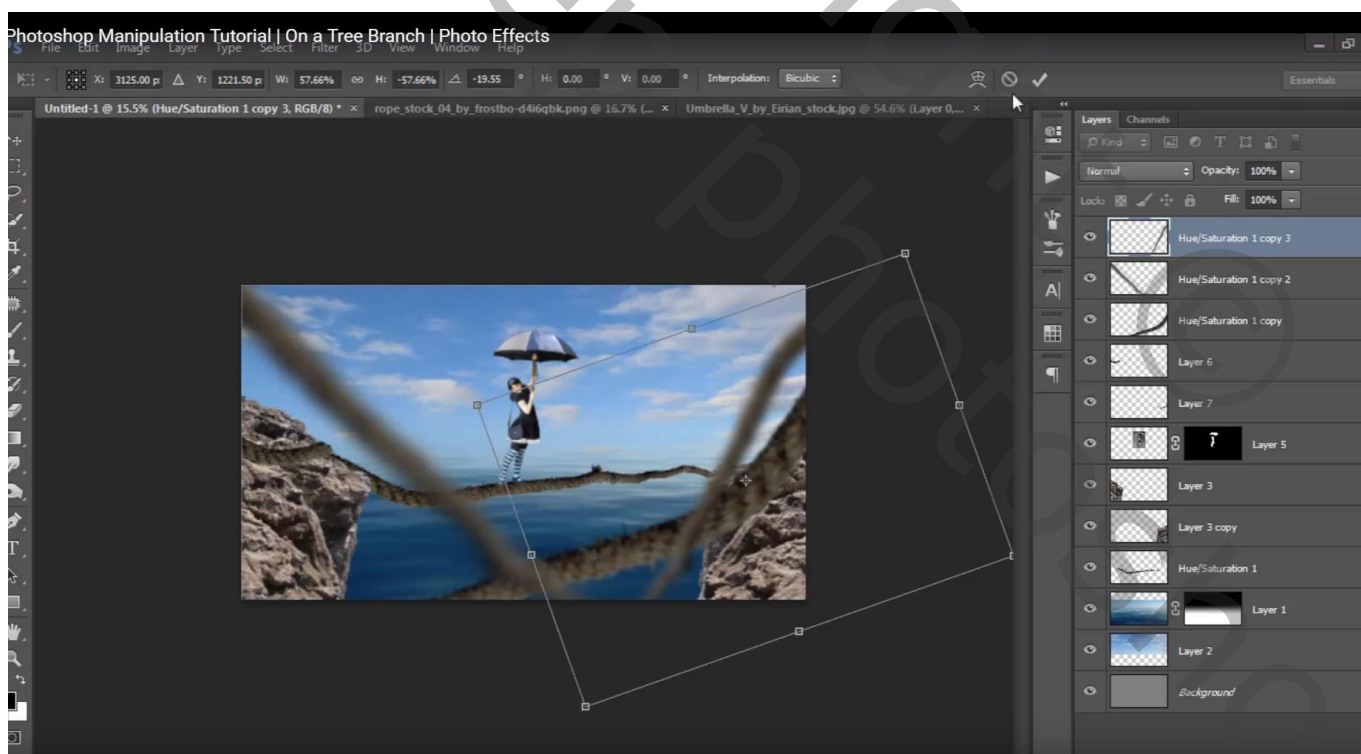 Photoshop Manipulation Tutorial | On a Tree Branch | Photo Effects
File Edit Image Layer Type Select Filter 3D View Window Help
X: 3125.00 p: Y: 1221.50 p: W: 57.66% H: -57.66% -19.55 ° H: 0.00 ° V: 0.00 ° Interpolation: Bicubic Essentials
Untitled-1 @ 15.5% (Hue/Saturation 1 copy 3, RGB/8) * × rope_stock_04_by_frostbo-d4i6qbk.png @ 16.7% (... × Umbrella_V_by_Eirian_stock.jpg @ 54.6% (Layer 0,... ×
Layers Channels
Kind
Normal Opacity: 100%
Lock: Fill: 100%
Hue/Saturation 1 copy 3
Hue/Saturation 1 copy 2
Hue/Saturation 1 copy
Layer 6
Layer 7
Layer 5
Layer 3
Layer 3 copy
Hue/Saturation 1
Layer 1
Layer 2
Background